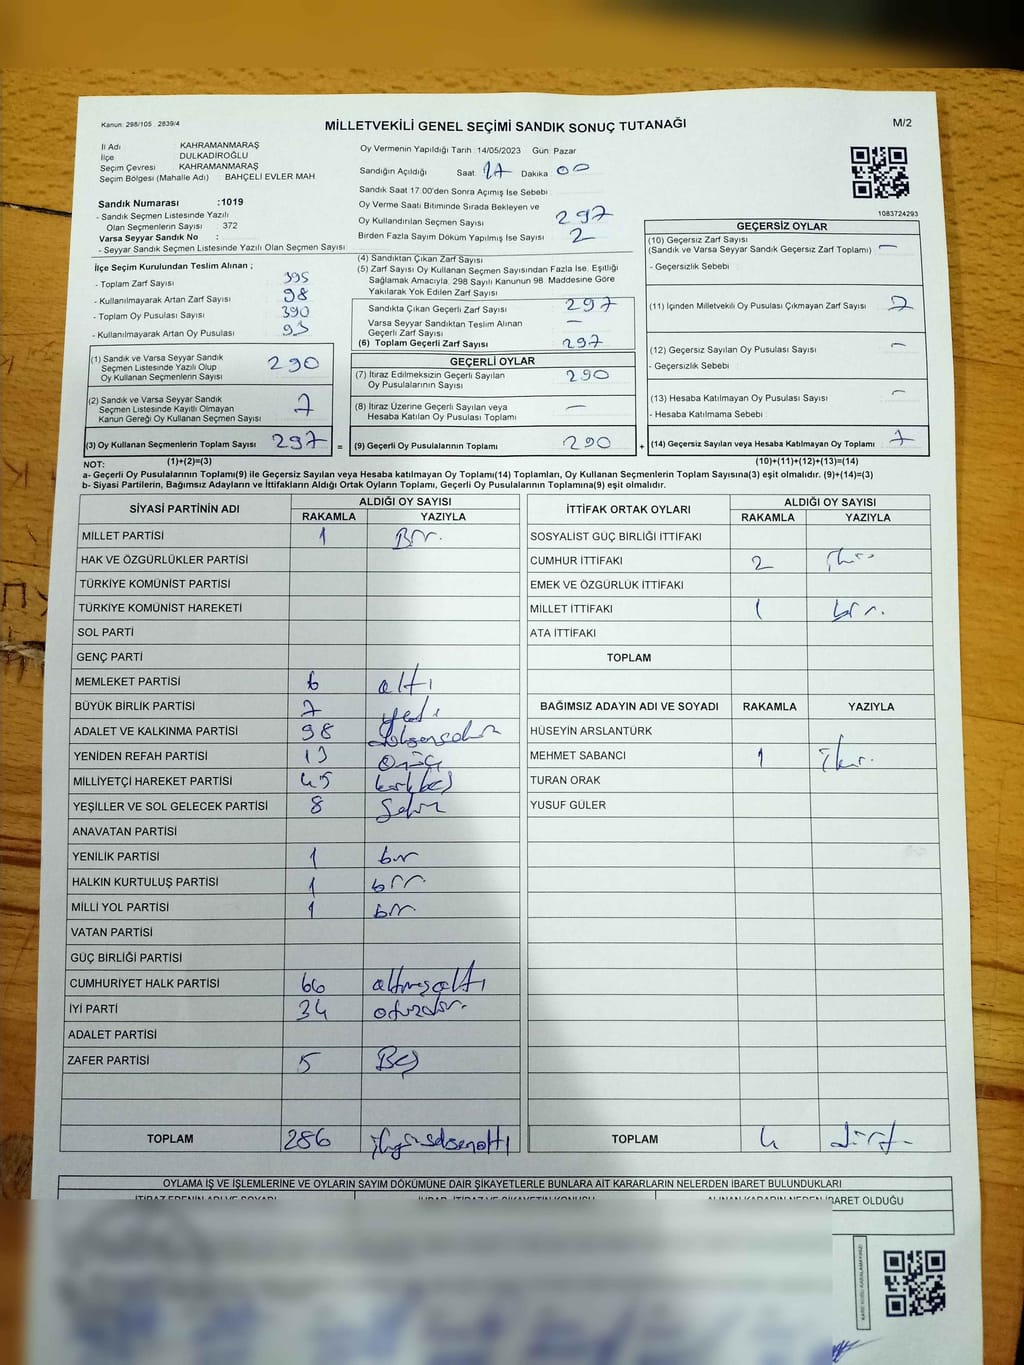 Kanun: 298/105 . 2839/4
MİLLETVEKİLİ GENEL SEÇİMİ SANDIK SONUÇ TUTANAĞI
M/2
İl Adı KAHRAMANMARAŞ
İlçe DULKADİROĞLU
Seçim Çevresi KAHRAMANMARAŞ
Seçim Bölgesi (Mahalle Adı) : BAHÇELİ EVLER MAH
Sandık Numarası :1019
- Sandık Seçmen Listesinde Yazılı
Olan Seçmenlerin Sayısı : 372
Varsa Seyyar Sandık No :
- Seyyar Sandık Seçmen Listesinde Yazılı Olan Seçmen Sayısı
Oy Vermenin Yapıldığı Tarih 14/05/2023 Gün: Pazar
Sandığın Açıldığı Saat: 17 Dakika 00
Sandık Saat 17.00'den Sonra Açımış İse Sebebi
Oy Verme Saati Bitiminde Sırada Bekleyen ve
Oy Kullandırılan Seçmen Sayısı 297
Birden Fazla Sayım Döküm Yapılmış İse Sayısı 2
1083724293
İlçe Seçim Kurulundan Teslim Alınan ;
- Toplam Zarf Sayısı 395
- Kullanılmayarak Artan Zarf Sayısı 98
- Toplam Oy Pusulası Sayısı 390
- Kullanılmayarak Artan Oy Pusulası 93
(1) Sandık ve Varsa Seyyar Sandık
Seçmen Listesinde Yazılı Olup
Oy Kullanan Seçmenlerin Sayısı 290
(2) Sandık ve Varsa Seyyar Sandık
Seçmen Listesinde Kayıtlı Olmayan
Kanun Gereği Oy Kullanan Seçmen Sayısı 7
(3) Oy Kullanan Seçmenlerin Toplam Sayısı 297 =
(4) Sandıktan Çıkan Zarf Sayısı
(5) Zarf Sayısı Oy Kullanan Seçmen Sayısından Fazla İse, Eşitliği
Sağlamak Amacıyla, 298 Sayılı Kanunun 98. Maddesine Göre
Yakılarak Yok Edilen Zarf Sayısı
Sandıkta Çıkan Geçerli Zarf Sayısı 297
Varsa Seyyar Sandıktan Teslim Alınan
Geçerli Zarf Sayısı —
(6) Toplam Geçerli Zarf Sayısı 297
GEÇERLİ OYLAR
(7) İtiraz Edilmeksizin Geçerli Sayılan
Oy Pusulalarının Sayısı 290
(8) İtiraz Üzerine Geçerli Sayılan veya
Hesaba Katılan Oy Pusulası Toplamı —
(9) Geçerli Oy Pusulalarının Toplamı 290 +
GEÇERSİZ OYLAR
(10) Geçersiz Zarf Sayısı
(Sandık ve Varsa Seyyar Sandık Geçersiz Zarf Toplamı) —
- Geçersizlik Sebebi :
(11) İçinden Milletvekili Oy Pusulası Çıkmayan Zarf Sayısı 7
(12) Geçersiz Sayılan Oy Pusulası Sayısı —
- Geçersizlik Sebebi :
(13) Hesaba Katılmayan Oy Pusulası Sayısı —
- Hesaba Katılmama Sebebi :
(14) Geçersiz Sayılan veya Hesaba Katılmayan Oy Toplamı 7
NOT: (1)+(2)=(3) (10)+(11)+(12)+(13)=(14)
a- Geçerli Oy Pusulalarının Toplamı(9) ile Geçersiz Sayılan veya Hesaba katılmayan Oy Toplamı(14) Toplamları, Oy Kullanan Seçmenlerin Toplam Sayısına(3) eşit olmalıdır. (9)+(14)=(3)
b- Siyasi Partilerin, Bağımsız Adayların ve İttifakların Aldığı Ortak Oyların Toplamı, Geçerli Oy Pusulalarının Toplamına(9) eşit olmalıdır.
SİYASİ PARTİNİN ADI ALDIĞI OY SAYISI
RAKAMLA YAZIYLA
MİLLET PARTİSİ 1 Bir.
HAK VE ÖZGÜRLÜKLER PARTİSİ
TÜRKİYE KOMÜNİST PARTİSİ
TÜRKİYE KOMÜNİST HAREKETİ
SOL PARTİ
GENÇ PARTİ
MEMLEKET PARTİSİ 6 altı
BÜYÜK BİRLİK PARTİSİ 7 yedi
ADALET VE KALKINMA PARTİSİ 98
YENİDEN REFAH PARTİSİ 13 onüç
MİLLİYETÇİ HAREKET PARTİSİ 45 kırkbeş
YEŞİLLER VE SOL GELECEK PARTİSİ 8 Sekiz
ANAVATAN PARTİSİ
YENİLİK PARTİSİ 1 bir
HALKIN KURTULUŞ PARTİSİ 1 bir
MİLLİ YOL PARTİSİ 1 bir
VATAN PARTİSİ
GÜÇ BİRLİĞİ PARTİSİ
CUMHURİYET HALK PARTİSİ 66 altmışaltı
İYİ PARTİ 34 otuzdört
ADALET PARTİSİ
ZAFER PARTİSİ 5 Beş
TOPLAM 286 ikiyüzseksenaltı
İTTİFAK ORTAK OYLARI ALDIĞI OY SAYISI
RAKAMLA YAZIYLA
SOSYALİST GÜÇ BİRLİĞİ İTTİFAKI
CUMHUR İTTİFAKI 2 iki
EMEK VE ÖZGÜRLÜK İTTİFAKI
MİLLET İTTİFAKI 1 bir.
ATA İTTİFAKI
TOPLAM
BAĞIMSIZ ADAYIN ADI VE SOYADI RAKAMLA YAZIYLA
HÜSEYİN ARSLANTÜRK
MEHMET SABANCI 1
TURAN ORAK
YUSUF GÜLER
TOPLAM 4 dört
OYLAMA İŞ VE İŞLEMLERİNE VE OYLARIN SAYIM DÖKÜMÜNE DAİR ŞİKAYETLERLE BUNLARA AİT KARARLARIN NELERDEN İBARET BULUNDUKLARI
İTİRAZ EDENİN ADI VE SOYADI İHBAR, İTİRAZ VE ŞİKAYETİN KONUSU ALINAN KARARIN NEDEN İBARET OLDUĞU